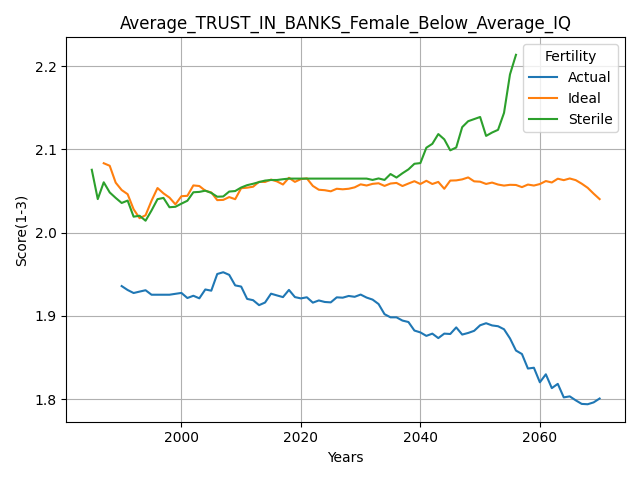 Average_TRUST_IN_BANKS_Female_Below_Average_IQ
Fertility
Actual
Ideal
Sterile
Score(1-3)
2.2
2.1
2.0
1.9
1.8
2000
2020
2040
2060
Years